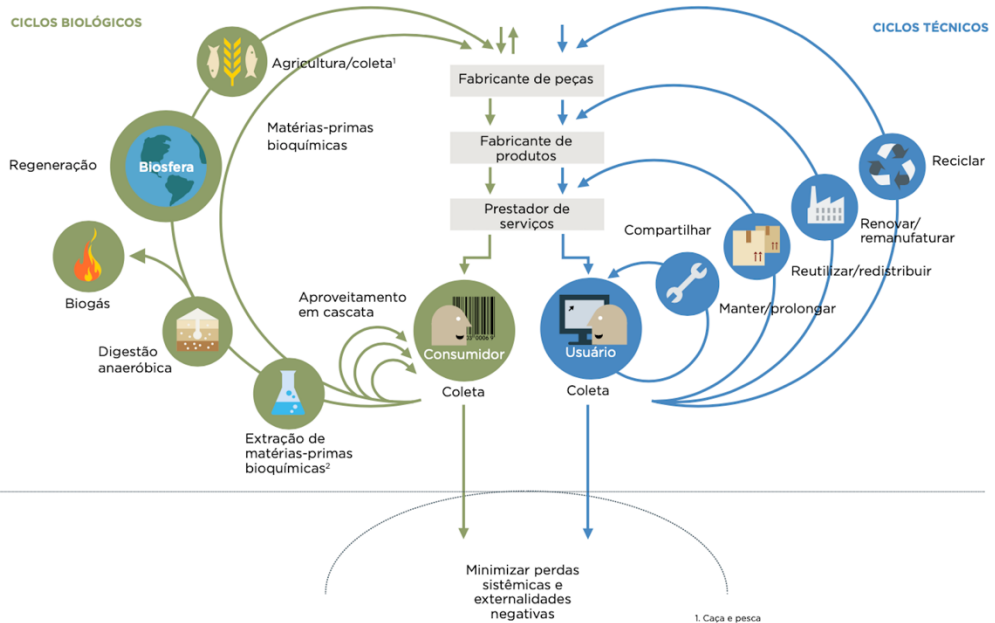 CICLOS BIOLÓGICOS
CICLOS TÉCNICOS
Agricultura/coleta¹
Fabricante de peças
Matérias-primas
bioquímicas
Fabricante de
produtos
Regeneração
Biosfera
Reciclar
Prestador de
serviços
Compartilhar
Renovar/
remanufaturar
Reutilizar/redistribuir
Biogás
Aproveitamento
em cascata
Manter/prolongar
Digestão
anaeróbica
Consumidor
Usuário
Coleta
Coleta
Extração de
matérias-primas
bioquímicas²
Minimizar perdas
sistêmicas e
externalidades
negativas
1. Caça e pesca